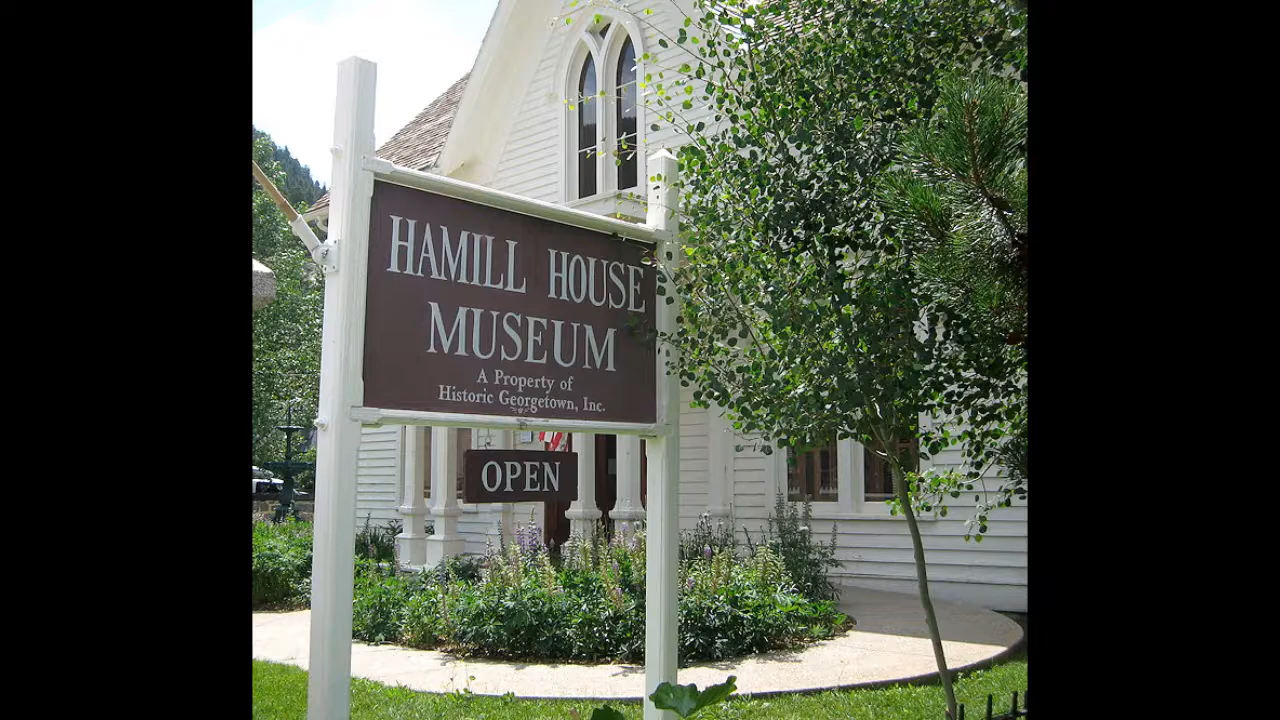 HAMILL HOUSE
MUSEUM
A Property of
Historic Georgetown, Inc.
OPEN